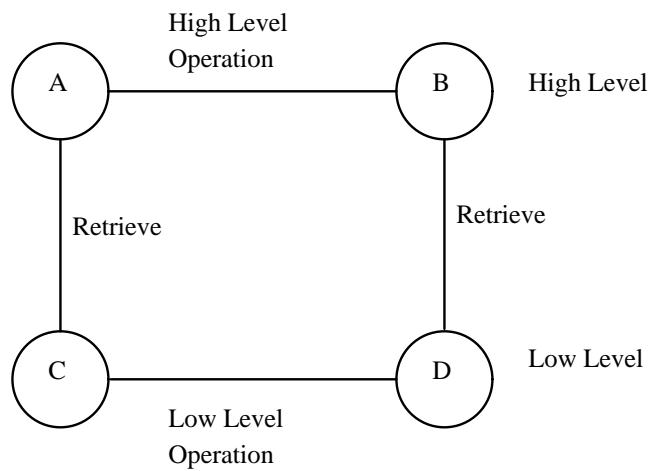 High Level
Operation
A
B
High Level
Retrieve
Retrieve
C
D
Low Level
Low Level
Operation